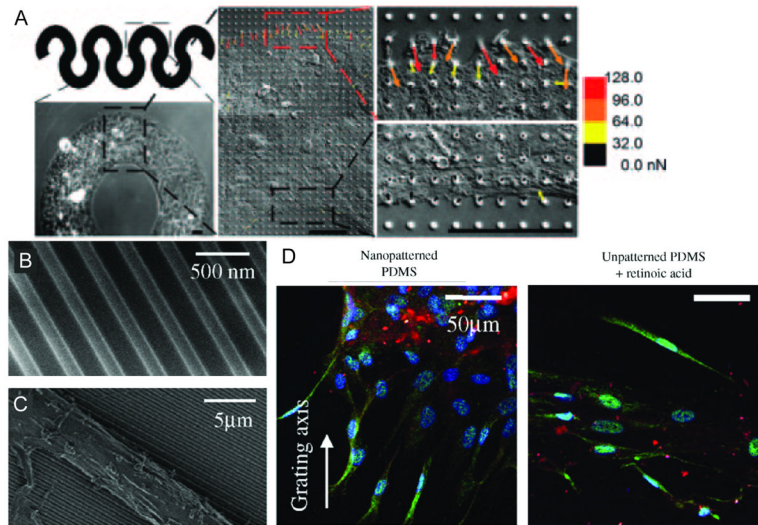 A
128.0
96.0
64.0
32.0
0.0 nN
B
500 nm
C
5μm
D
Nanopatterned
PDMS
50μm
Grating axis
Unpatterned PDMS
+ retinoic acid